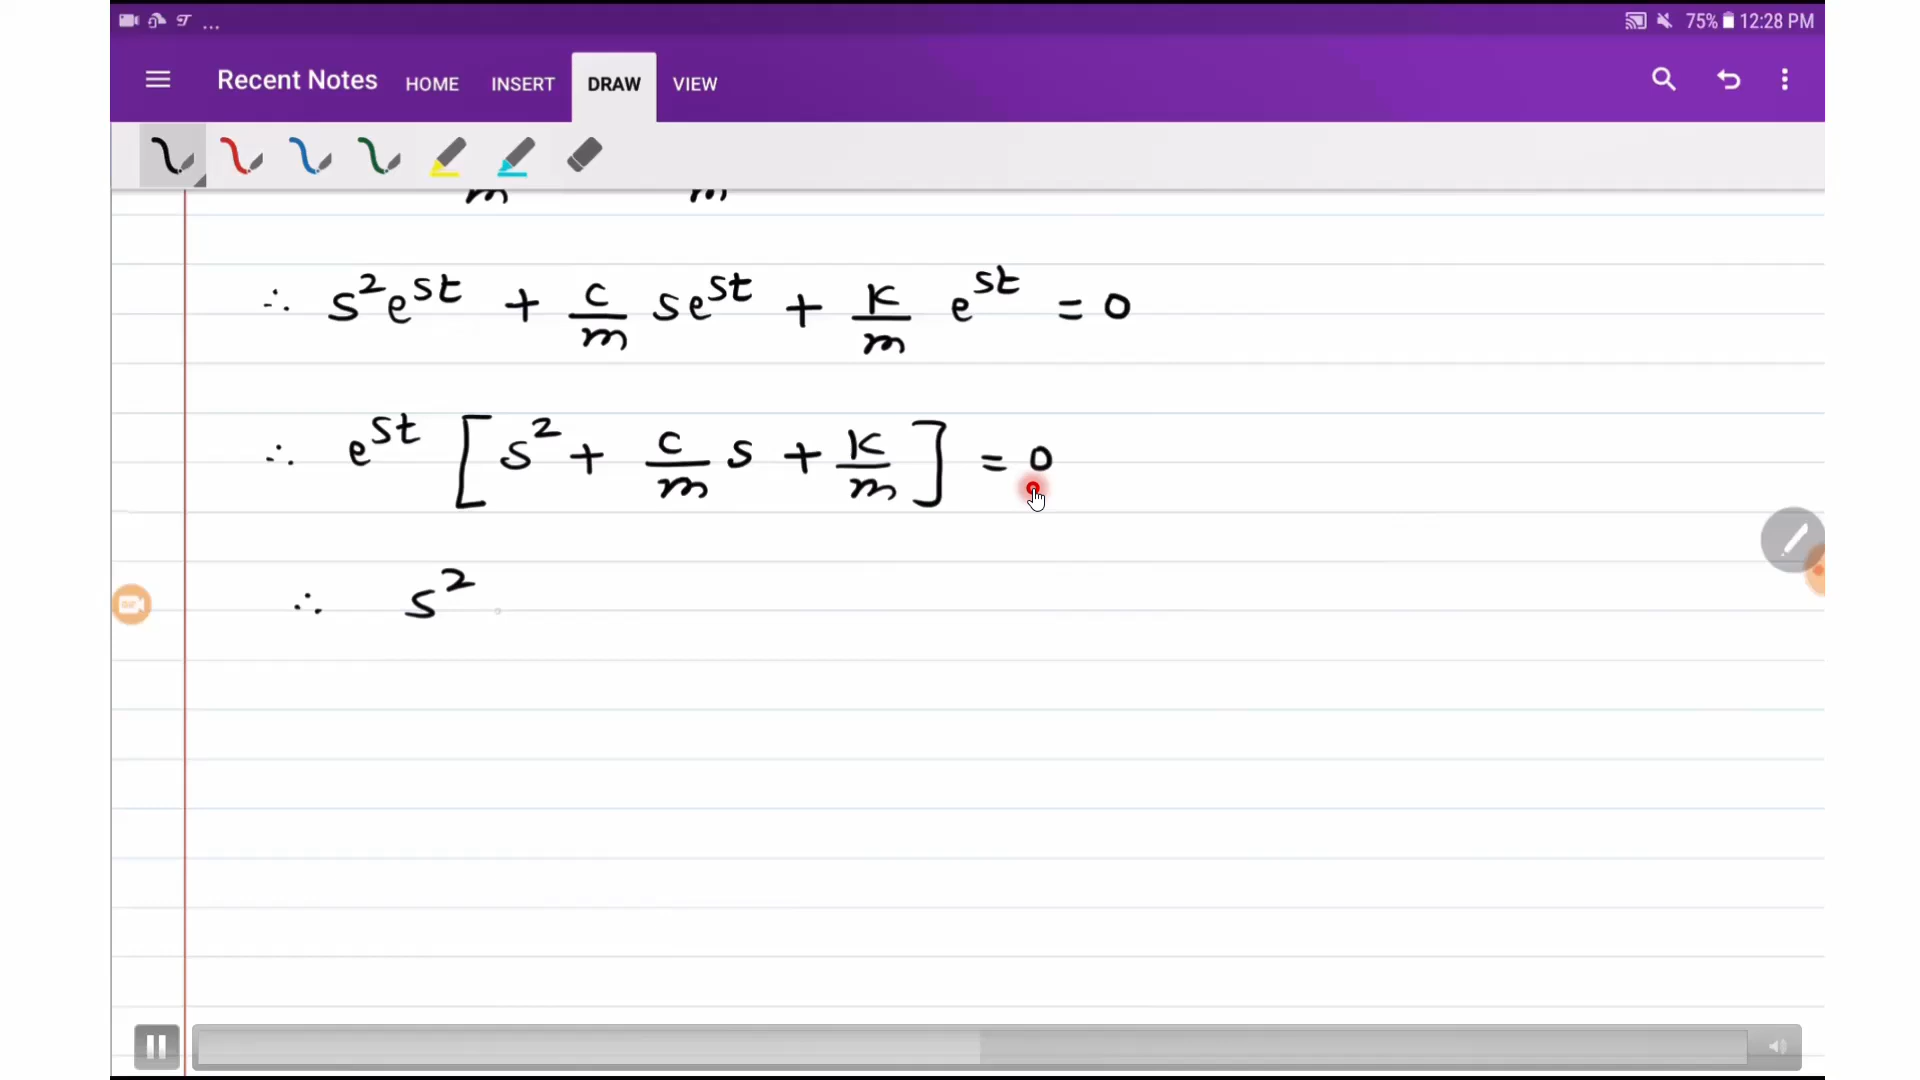 ... 75% 12:28 PM
Recent Notes HOME INSERT DRAW VIEW
m m
∴ s²e^st + c/m se^st + k/m e^st = 0
∴ e^st [s² + c/m s + k/m] = 0
∴ s²